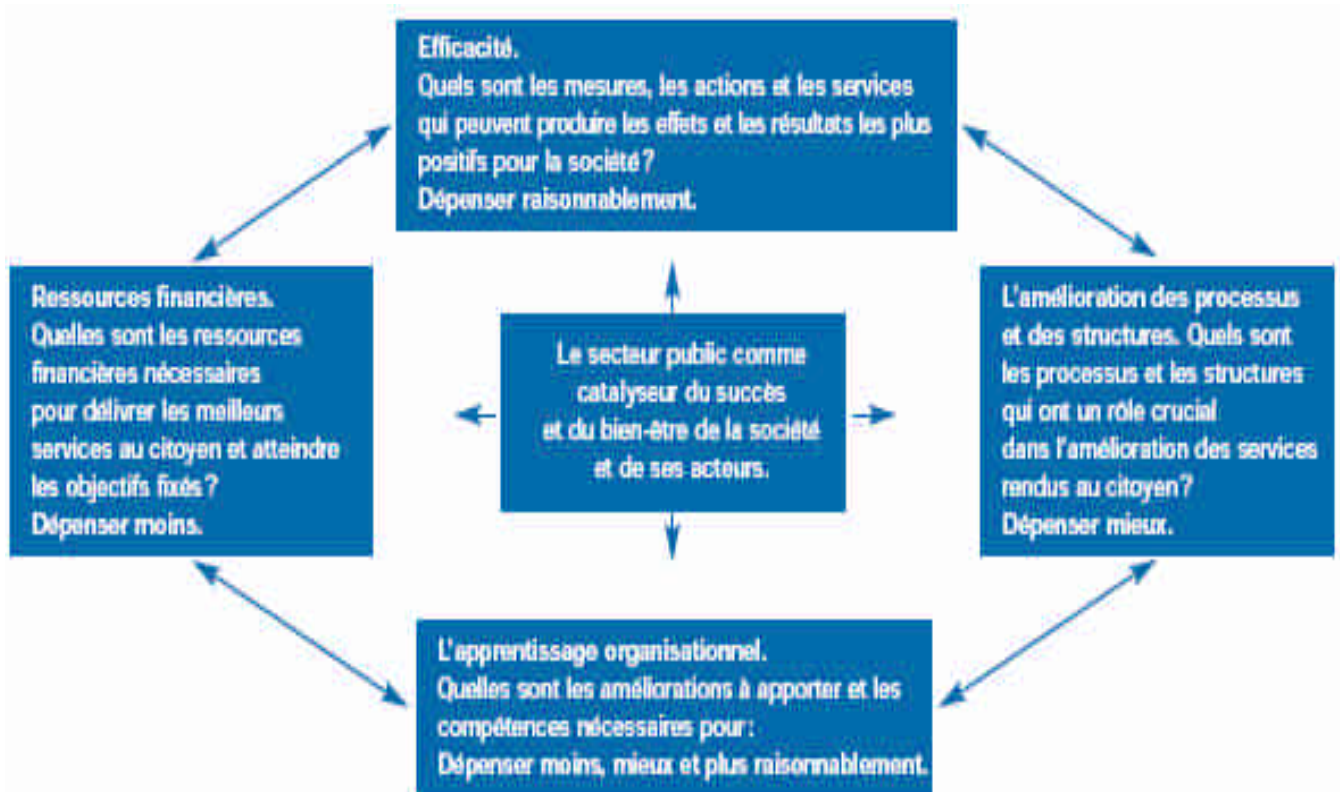 Efficacité.
Quels sont les mesures, les actions et les services
qui peuvent produire les effets et les résultats les plus
positifs pour la société ?
Dépenser raisonnablement.
Ressources financières.
Quelles sont les ressources
financières nécessaires
pour délivrer les meilleurs
services au citoyen et atteindre
les objectifs fixés ?
Dépenser moins.
Le secteur public comme
catalyseur du succès
et du bien-être de la société
et de ses acteurs.
L'amélioration des processus
et des structures. Quels sont
les processus et les structures
qui ont un rôle crucial
dans l'amélioration des services
rendus au citoyen ?
Dépenser mieux.
L'apprentissage organisationnel.
Quelles sont les améliorations à apporter et les
compétences nécessaires pour :
Dépenser moins, mieux et plus raisonnablement.